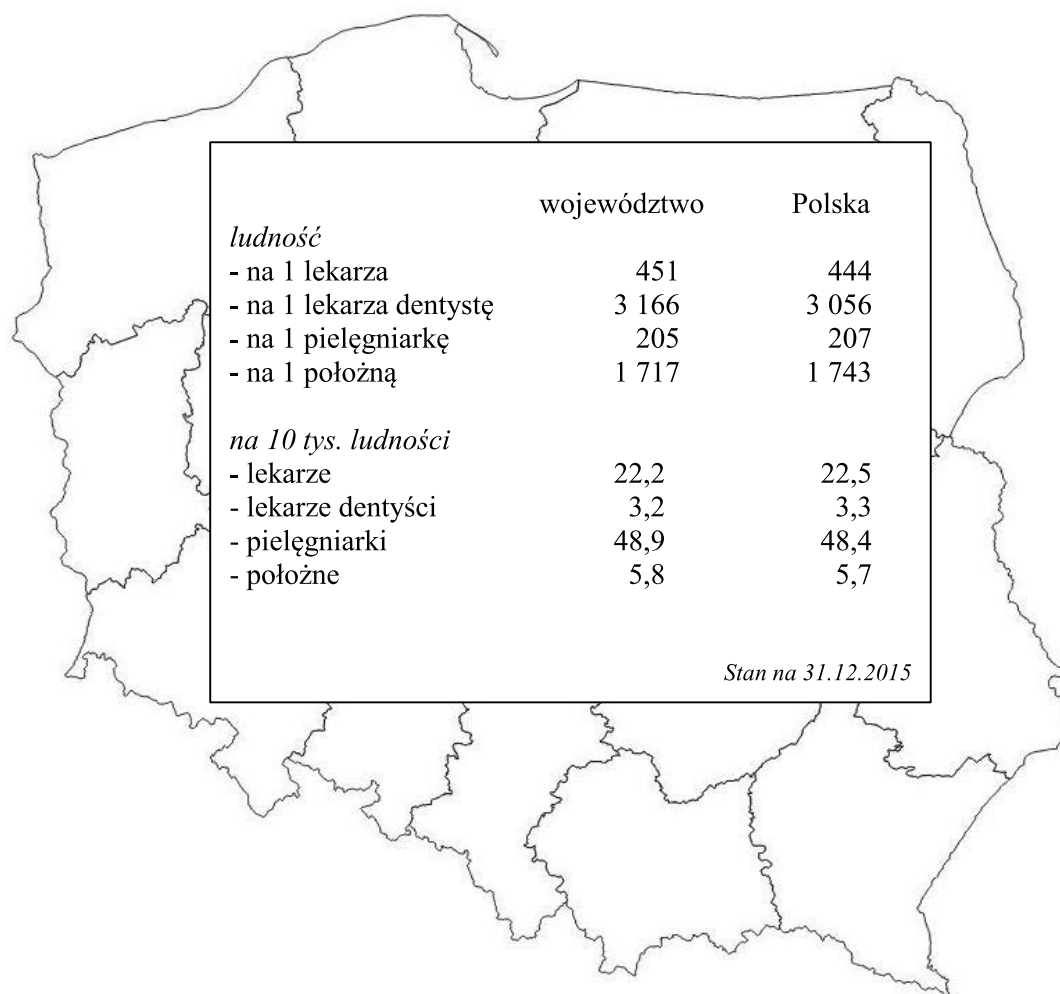 województwo Polska
ludność
- na 1 lekarza 451 444
- na 1 lekarza dentystę 3 166 3 056
- na 1 pielęgniarkę 205 207
- na 1 położną 1 717 1 743
na 10 tys. ludności
- lekarze 22,2 22,5
- lekarze dentyści 3,2 3,3
- pielęgniarki 48,9 48,4
- położne 5,8 5,7
Stan na 31.12.2015